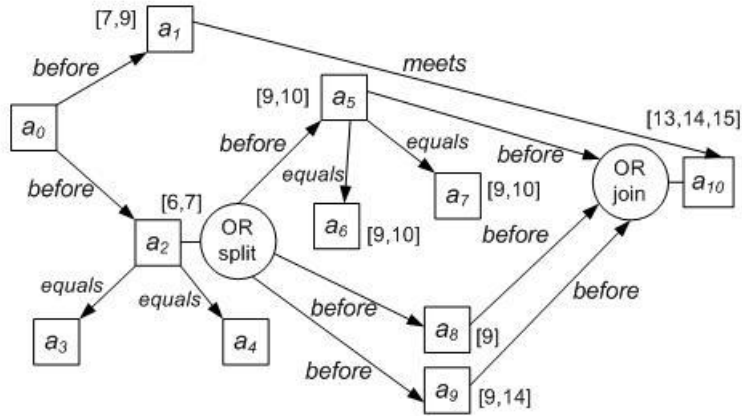 [7,9]
a1
before
meets
[9,10]
a5
[13,14,15]
a0
before
equals
before
OR
join
a10
before
[6,7]
equals
a7
[9,10]
a2
OR
split
a6
[9,10]
before
equals
equals
before
before
a3
a4
a8
[9]
before
a9
[9,14]